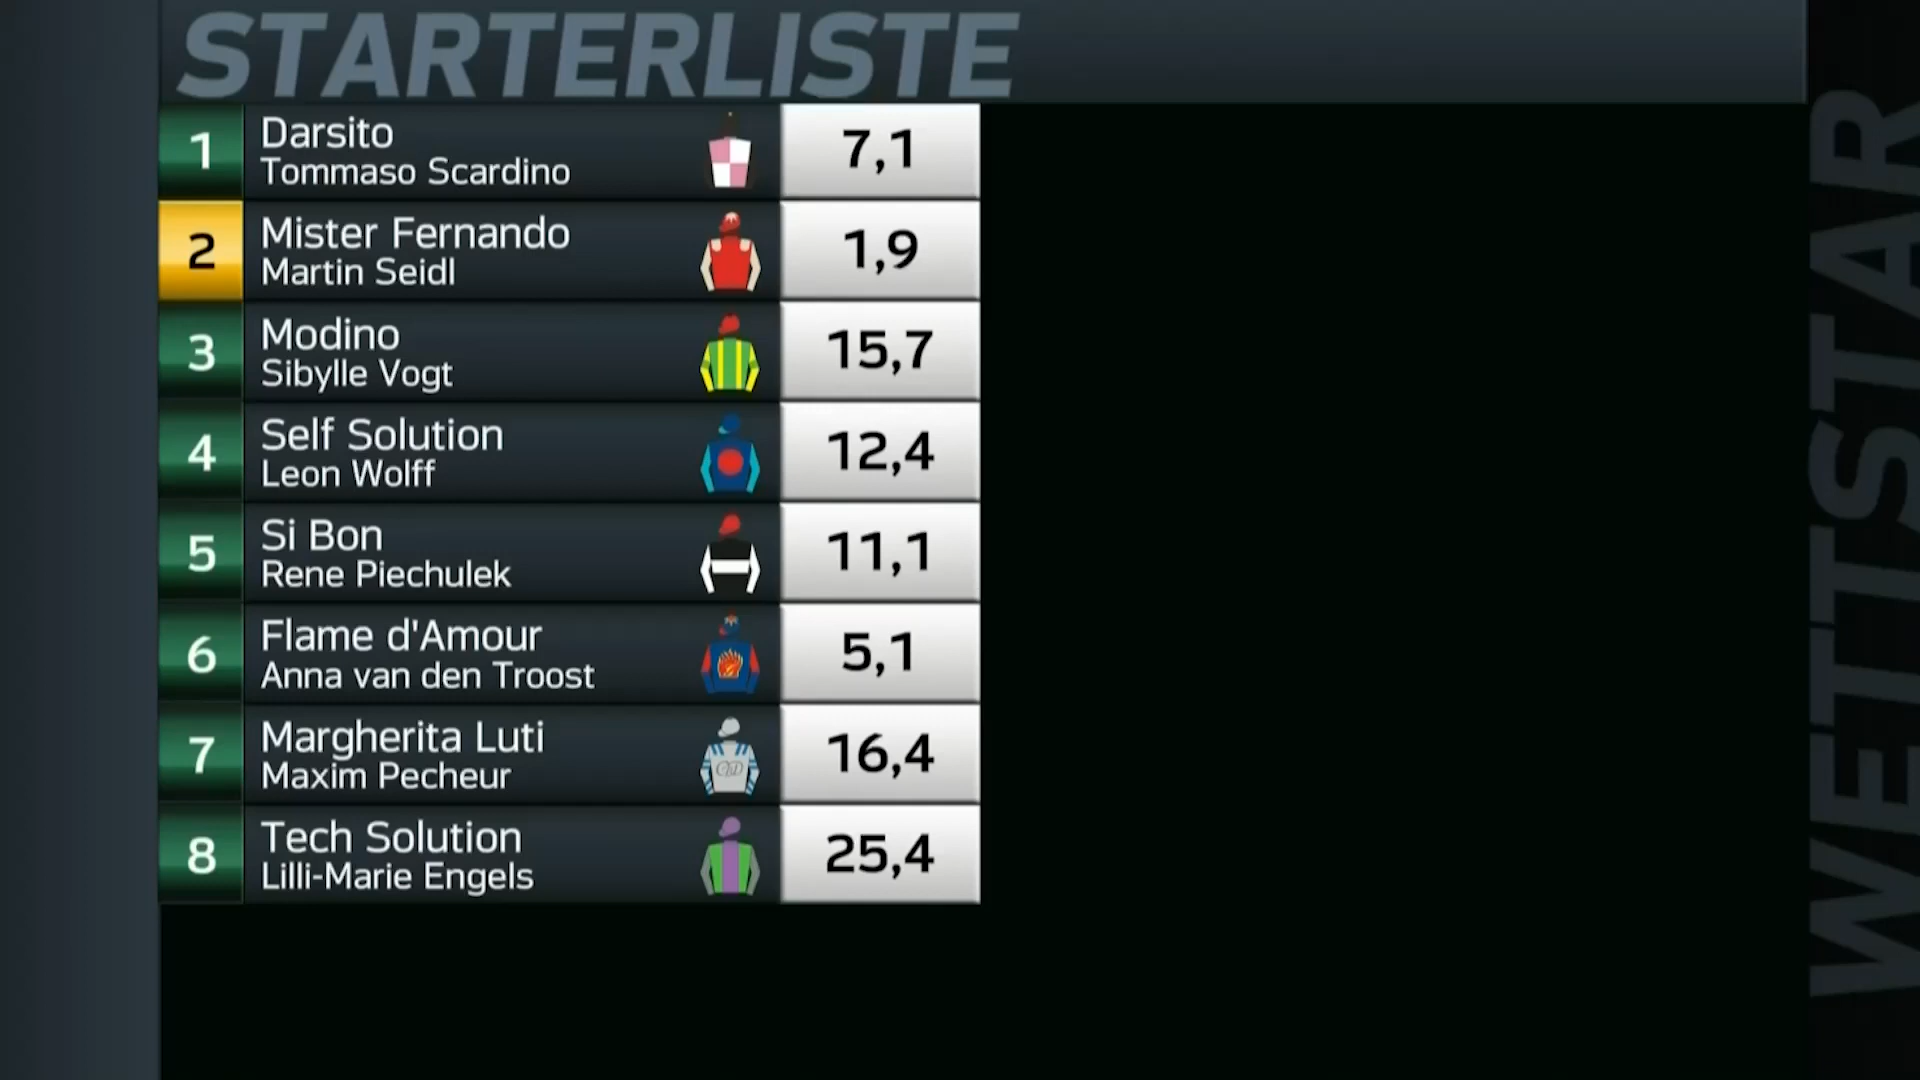 STARTERLISTE
1 Darsito 7,1
Tommaso Scardino
2 Mister Fernando 1,9
Martin Seidl
3 Modino 15,7
Sibylle Vogt
4 Self Solution 12,4
Leon Wolff
5 Si Bon 11,1
Rene Piechulek
6 Flame d'Amour 5,1
Anna van den Troost
7 Margherita Luti 16,4
Maxim Pecheur
8 Tech Solution 25,4
Lilli-Marie Engels
WETTSTAR